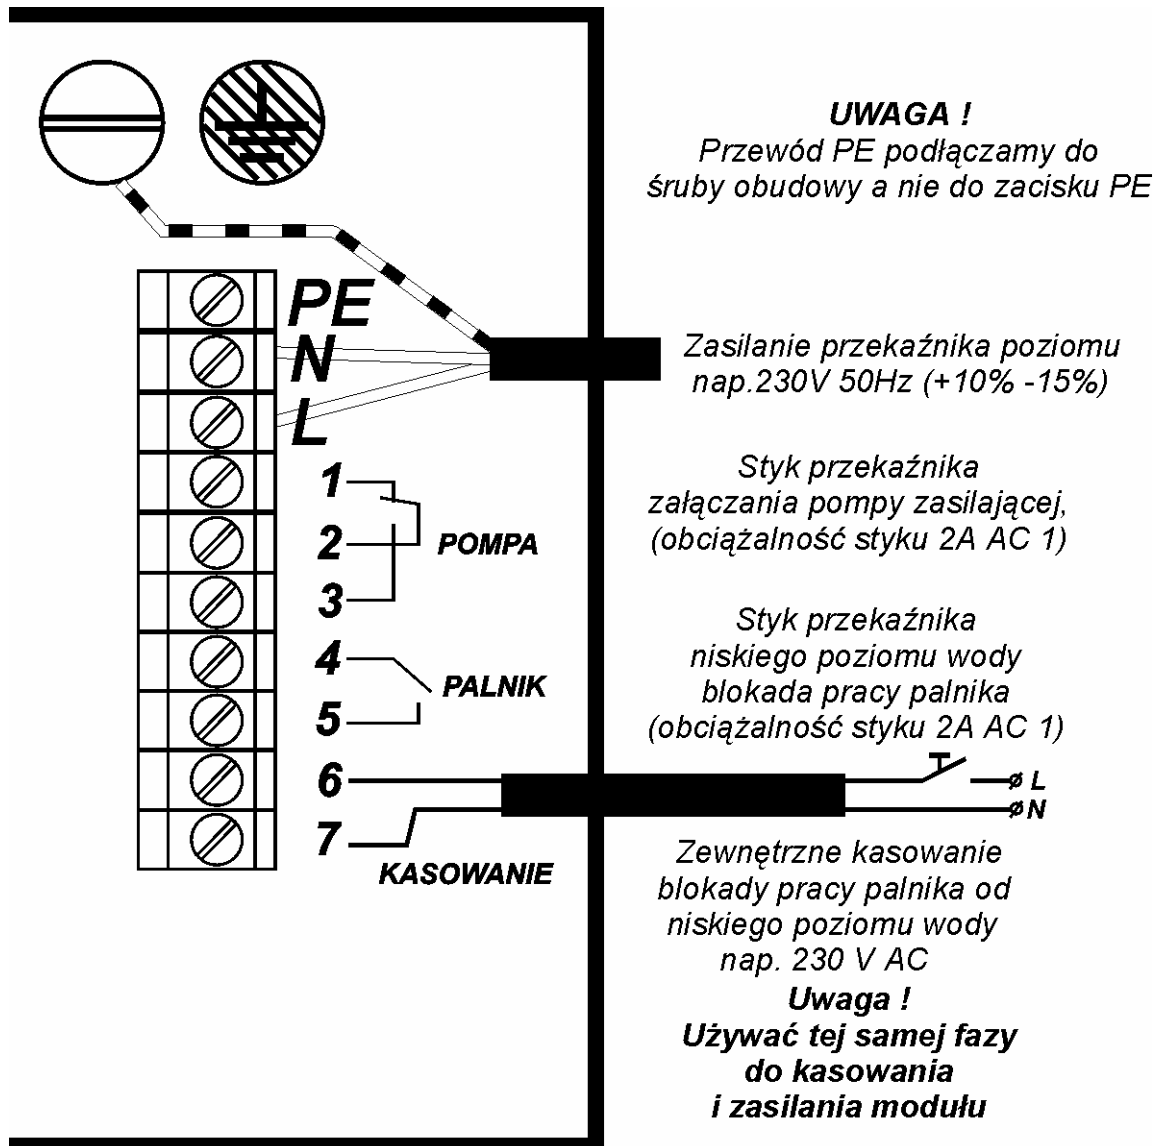 UWAGA !
Przewód PE podłączamy do
śruby obudowy a nie do zacisku PE
PE
N
L
Zasilanie przekaźnika poziomu
nap.230V 50Hz (+10% -15%)
1
2
3
POMPA
Styk przekaźnika
załączania pompy zasilającej,
(obciążalność styku 2A AC 1)
4
5
PALNIK
Styk przekaźnika
niskiego poziomu wody
blokada pracy palnika
(obciążalność styku 2A AC 1)
6
7
KASOWANIE
L
N
Zewnętrzne kasowanie
blokady pracy palnika od
niskiego poziomu wody
nap. 230 V AC
Uwaga !
Używać tej samej fazy
do kasowania
i zasilania modułu